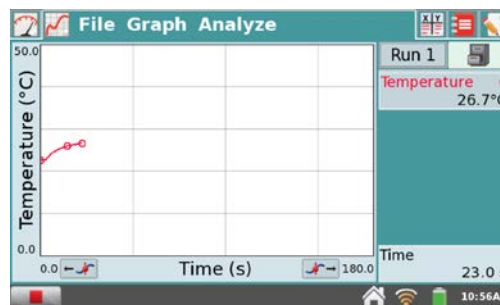 File Graph Analyze
X Y
50.0
Temperature (°C)
0.0
0.0
Time (s)
180.0
Run 1
Temperature
26.7°
Time
23.0
10:56A